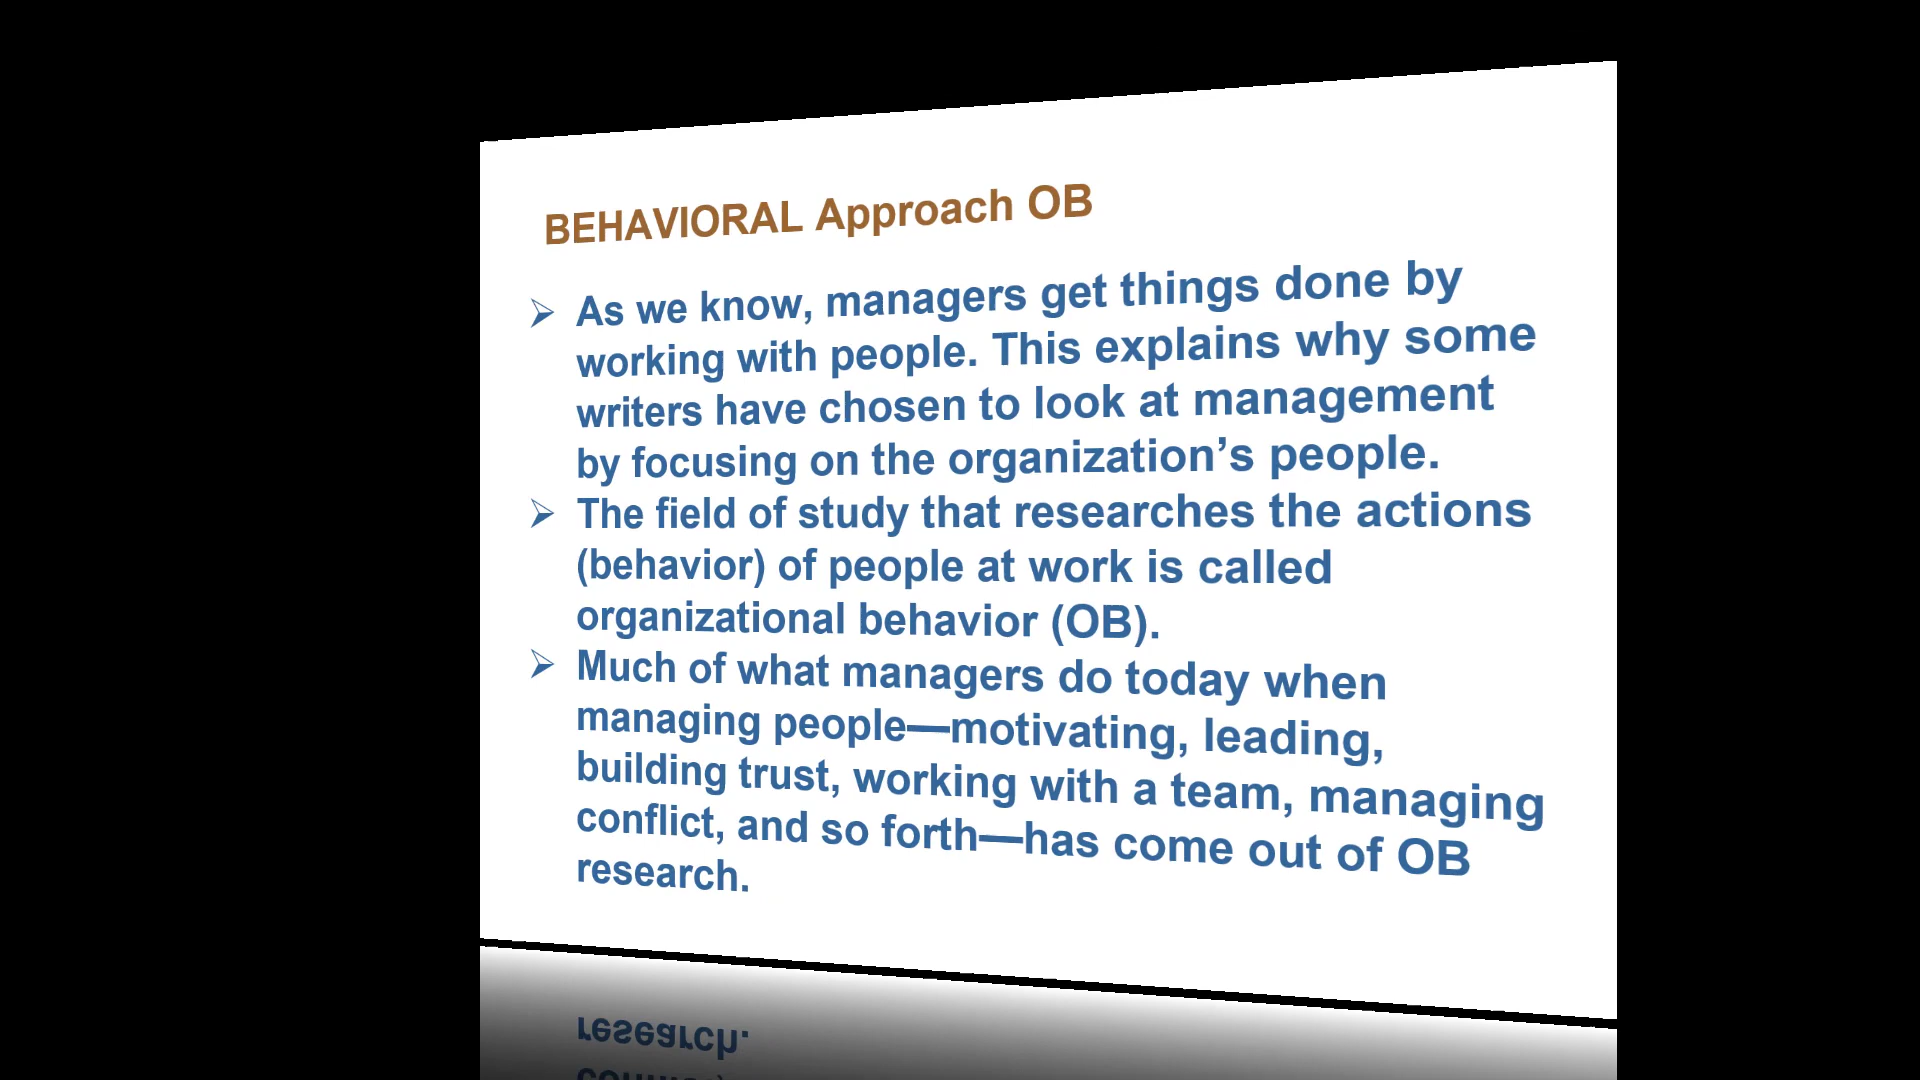 BEHAVIORAL Approach OB
As we know, managers get things done by
working with people. This explains why some
writers have chosen to look at management
by focusing on the organization’s people.
The field of study that researches the actions
(behavior) of people at work is called
organizational behavior (OB).
Much of what managers do today when
managing people—motivating, leading,
building trust, working with a team, managing
conflict, and so forth—has come out of OB
research.